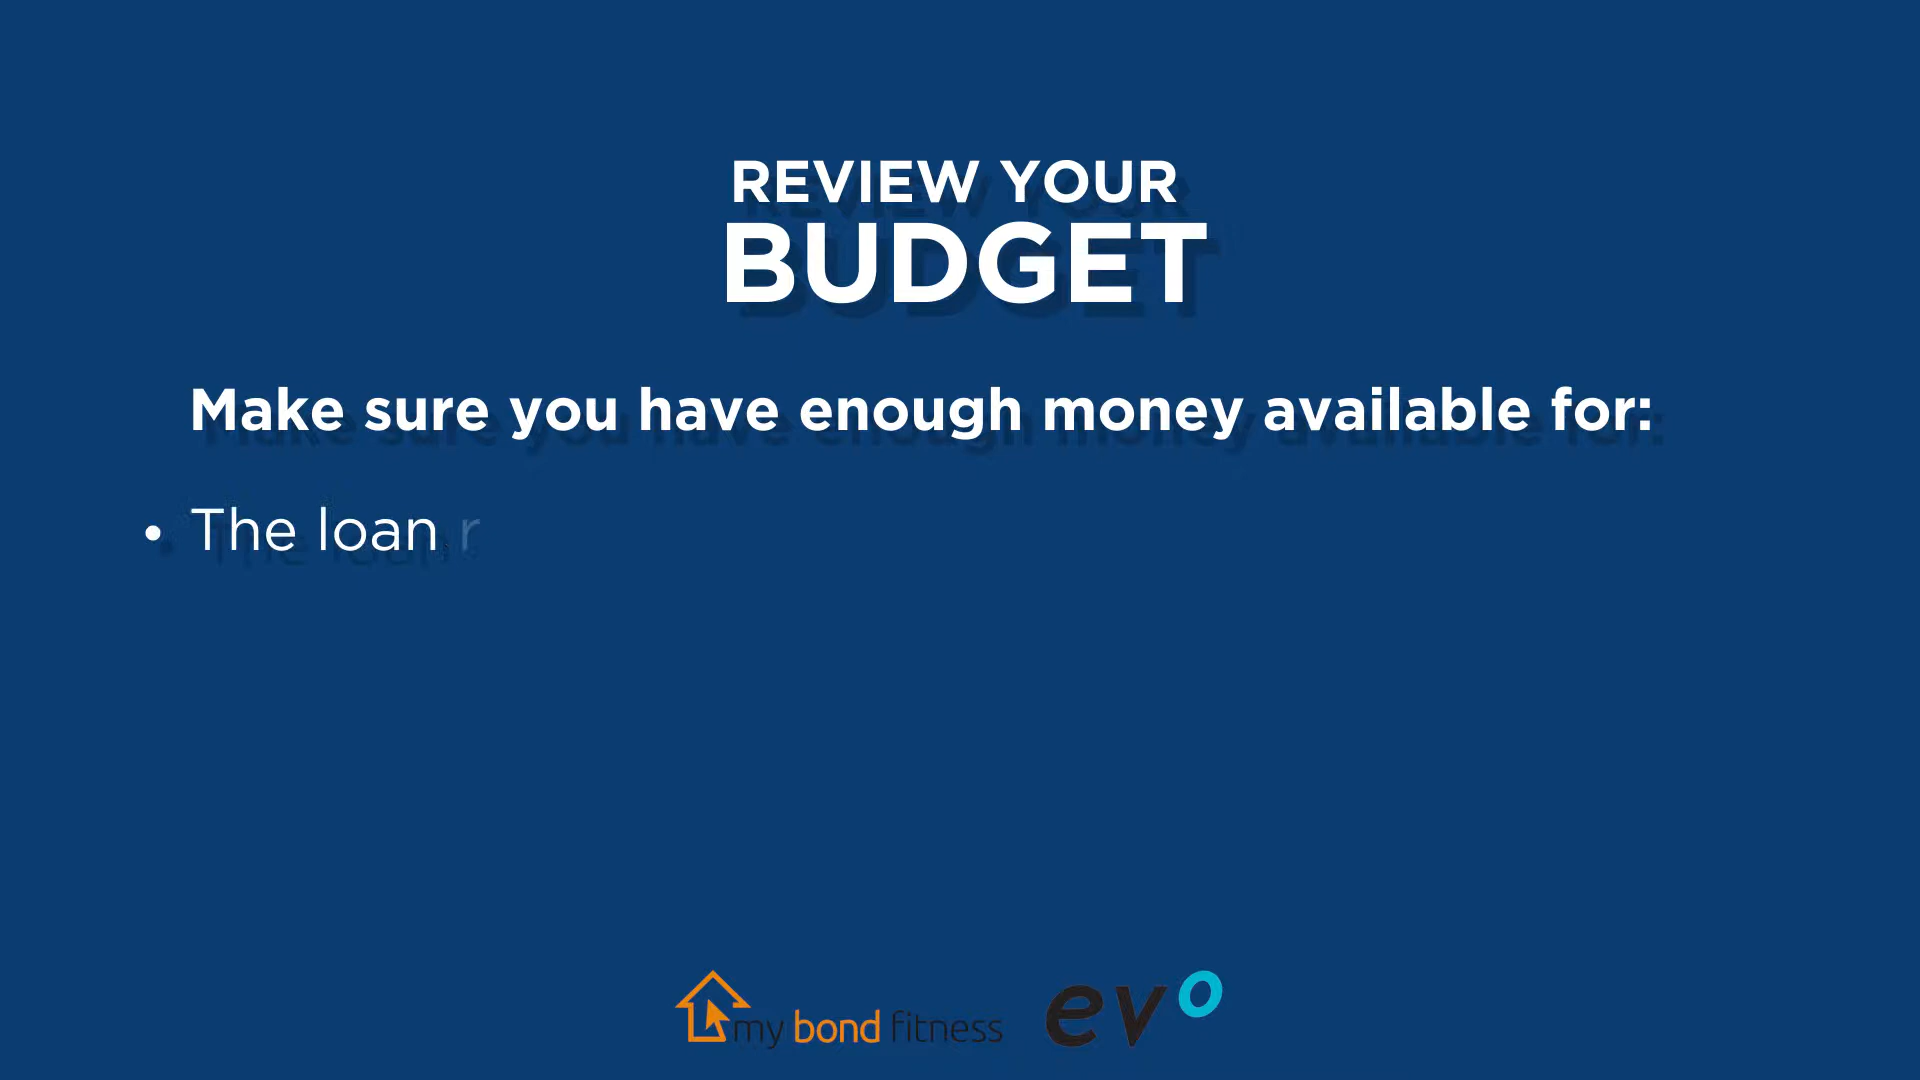 REVIEW YOUR
BUDGET
Make sure you have enough money available for:
• The loan r
my bond fitness
evo